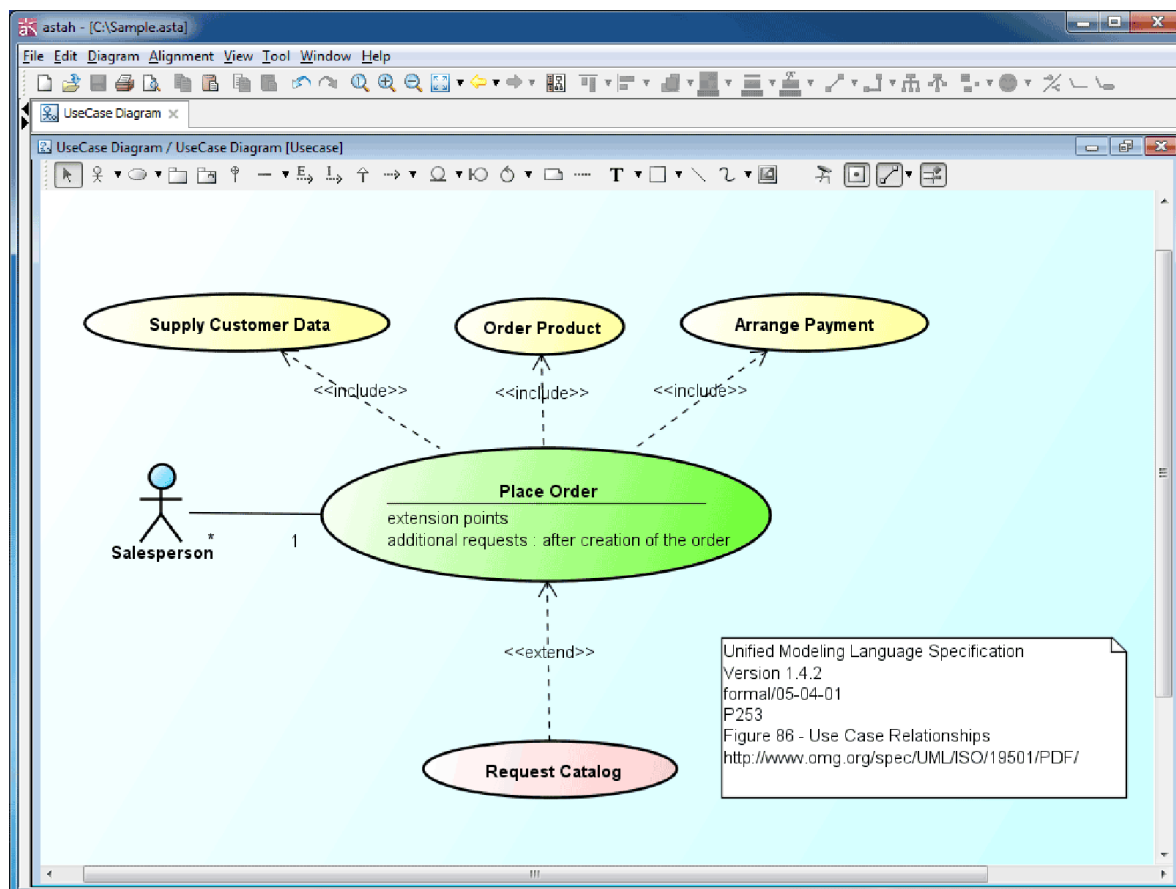 astah - [C:\Sample.asta]
File Edit Diagram Alignment View Tool Window Help
UseCase Diagram
UseCase Diagram / UseCase Diagram [Usecase]
Supply Customer Data
Order Product
Arrange Payment
<<include>>
<<include>>
<<include>>
Place Order
extension points
additional requests : after creation of the order
Salesperson
*
1
<<extend>>
Request Catalog
Unified Modeling Language Specification
Version 1.4.2
formal/05-04-01
P253
Figure 86 - Use Case Relationships
http://www.omg.org/spec/UML/ISO/19501/PDF/